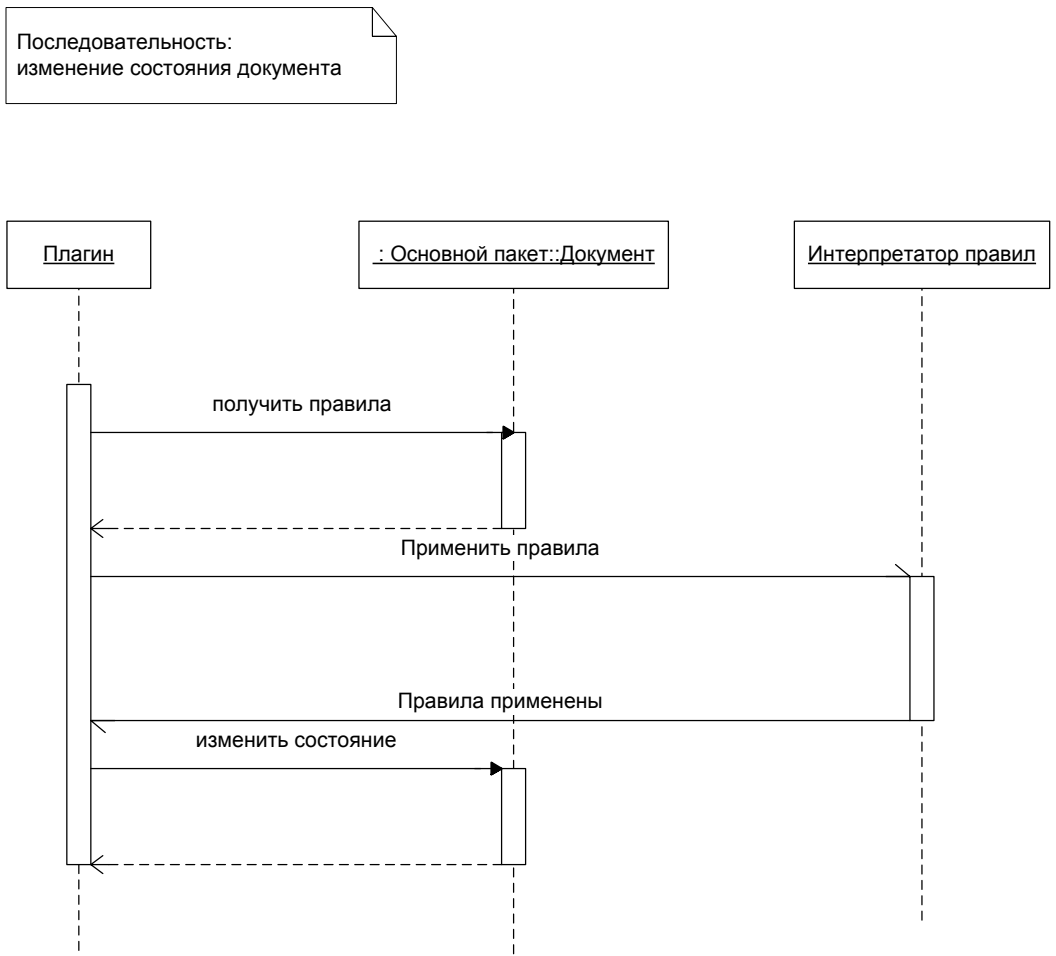 Последовательность:
изменение состояния документа
Плагин
: Основной пакет::Документ
Интерпретатор правил
получить правила
Применить правила
Правила применены
изменить состояние